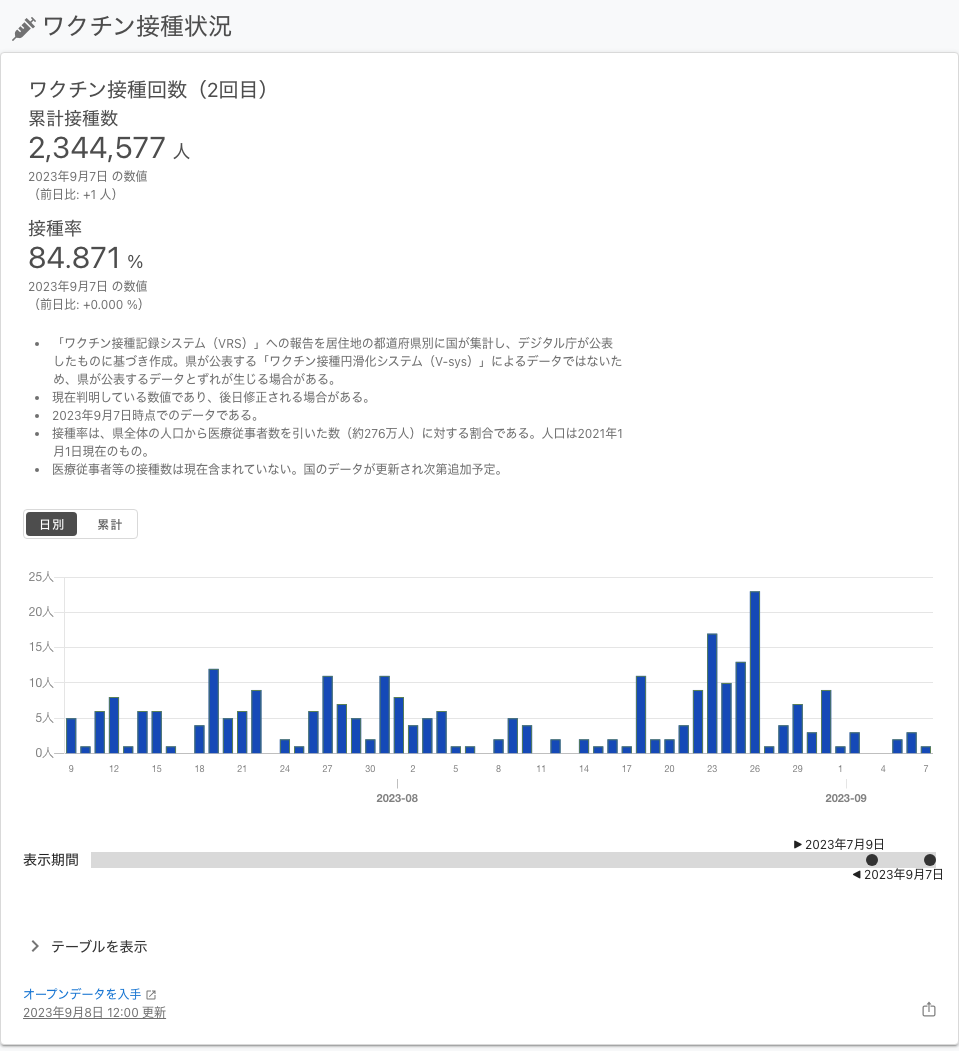 ワクチン接種状況
ワクチン接種回数（2回目）
累計接種数
2,344,577 人
2023年9月7日 の数値
（前日比: +1 人）
接種率
84.871 %
2023年9月7日 の数値
（前日比: +0.000 %）
• 「ワクチン接種記録システム（VRS）」への報告を居住地の都道府県別に国が集計し、デジタル庁が公表
したものに基づき作成。県が公表する「ワクチン接種円滑化システム（V-sys）」によるデータではないた
め、県が公表するデータとずれが生じる場合がある。
• 現在判明している数値であり、後日修正される場合がある。
• 2023年9月7日時点でのデータである。
• 接種率は、県全体の人口から医療従事者数を引いた数（約276万人）に対する割合である。人口は2021年1
月1日現在のもの。
• 医療従事者等の接種数は現在含まれていない。国のデータが更新され次第追加予定。
日別 累計
25人
20人
15人
10人
5人
0人
9 12 15 18 21 24 27 30 2 5 8 11 14 17 20 23 26 29 1 4 7
2023-08 2023-09
2023年7月9日
表示期間
2023年9月7日
テーブルを表示
オープンデータを入手
2023年9月8日 12:00 更新